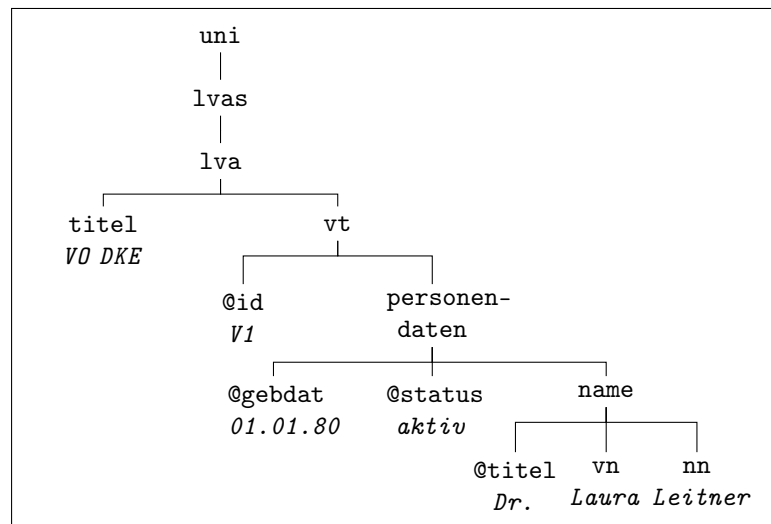 uni
lvas
lva
titel vt
VO DKE
@id personen-
V1 daten
@gebdat @status name
01.01.80 aktiv
@titel vn nn
Dr. Laura Leitner